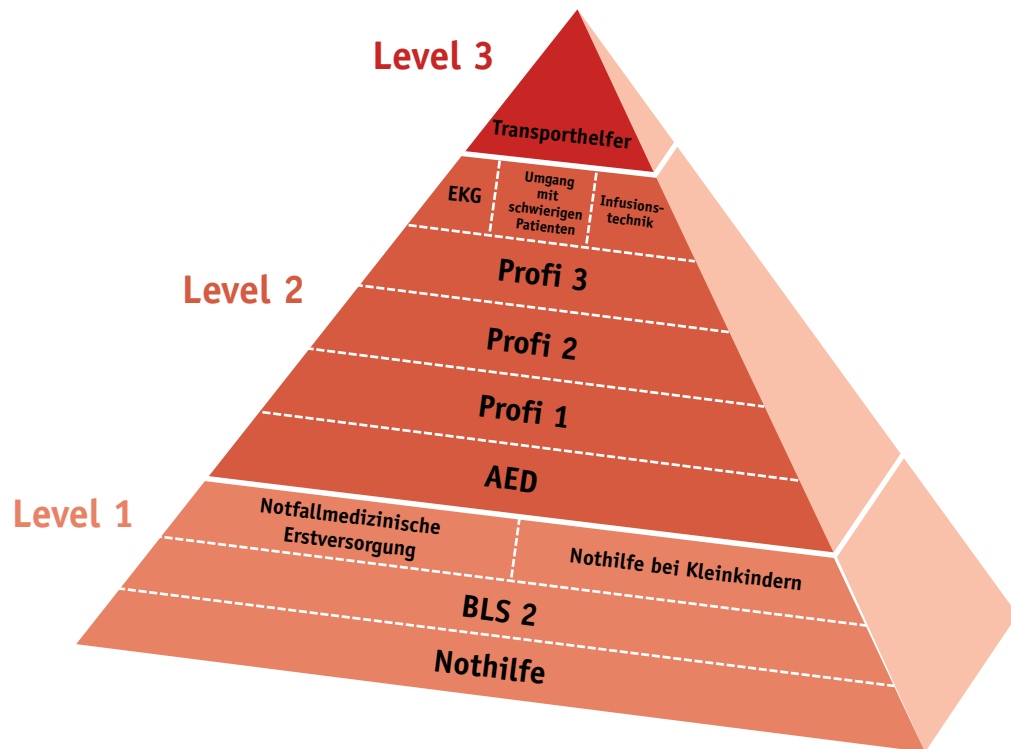 Level 3
Transporthelfer
EKG
Umgang
mit
schwierigen
Patienten
Infusions-
technik
Level 2
Profi 3
Profi 2
Profi 1
AED
Level 1
Notfallmedizinische
Erstversorgung
Nothilfe bei Kleinkindern
BLS 2
Nothilfe